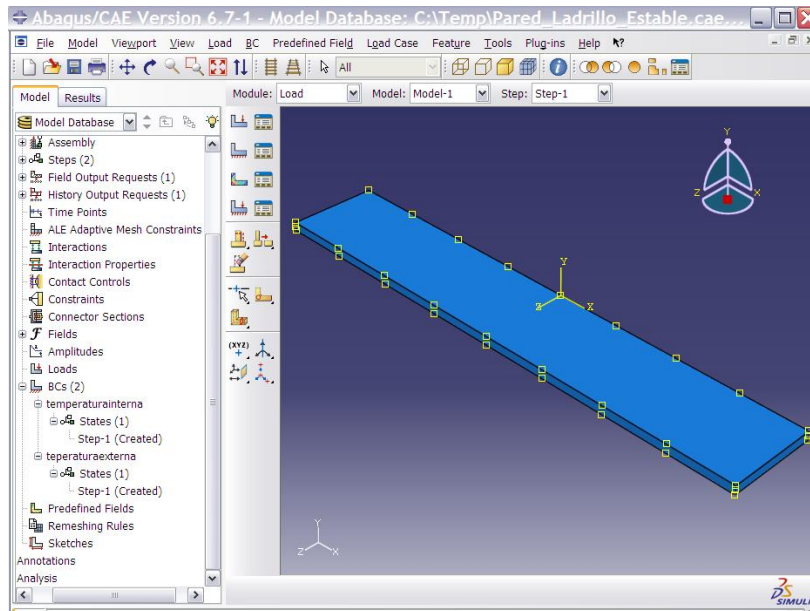 Abaqus/CAE Version 6.7-1 - Model Database: C:\Temp\Pared_Ladrillo_Estable.cae...
File Model Viewport View Load BC Predefined Field Load Case Feature Tools Plug-ins Help
All
Model Results
Module: Load Model: Model-1 Step: Step-1
Model Database
Assembly
Steps (2)
Field Output Requests (1)
History Output Requests (1)
Time Points
ALE Adaptive Mesh Constraints
Interactions
Interaction Properties
Contact Controls
Constraints
Connector Sections
Fields
Amplitudes
Loads
BCs (2)
temperaturainterna
States (1)
Step-1 (Created)
teperaturaexterna
States (1)
Step-1 (Created)
Predefined Fields
Remeshing Rules
Sketches
Annotations
Analysis
(XYZ)
Y
Z X
Y
Z X
Y
Z X
SIMULIA